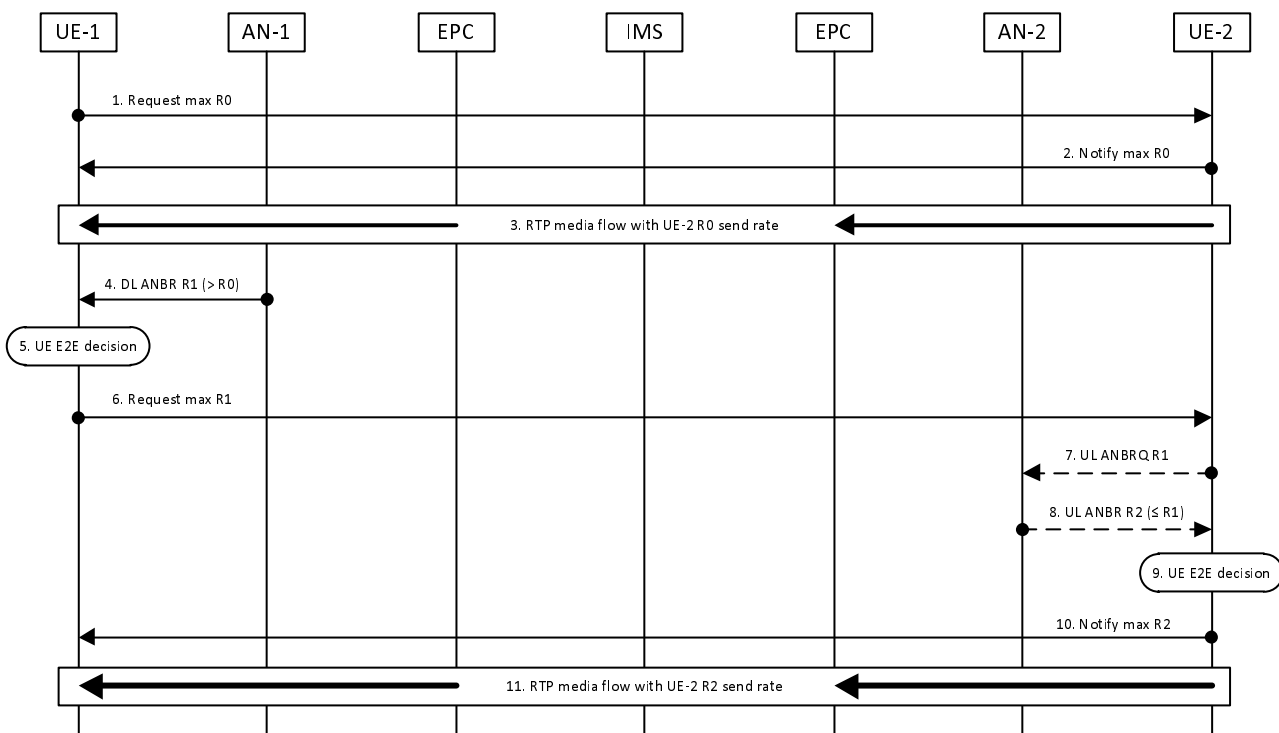 UE-1
AN-1
EPC
IMS
EPC
AN-2
UE-2
1. Request max R0
2. Notify max R0
3. RTP media flow with UE-2 R0 send rate
4. DL ANBR R1 (> R0)
5. UE E2E decision
6. Request max R1
7. UL ANBRQ R1
8. UL ANBR R2 (≤ R1)
9. UE E2E decision
10. Notify max R2
11. RTP media flow with UE-2 R2 send rate